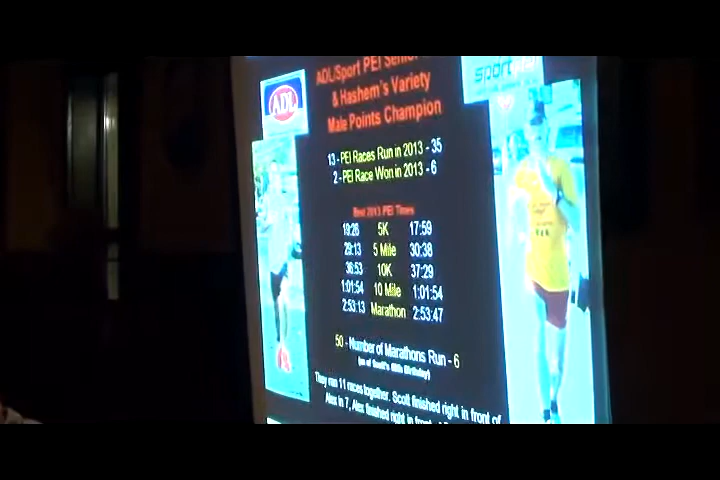 ADL
sport PEI
ADL/Sport PEI Senior
& Hashem's Variety
Male Points Champion
13 - PEI Races Run in 2013 - 35
2 - PEI Race Won in 2013 - 6
Best 2013 PEI Times
19:26 5K 17:59
29:13 5 Mile 30:38
36:53 10K 37:29
1:01:54 10 Mile 1:01:54
2:53:13 Marathon 2:53:47
50 - Number of Marathons Run - 6
They ran 11 races together. Scott finished right in front of
Alex in 7, Alex finished right in front of